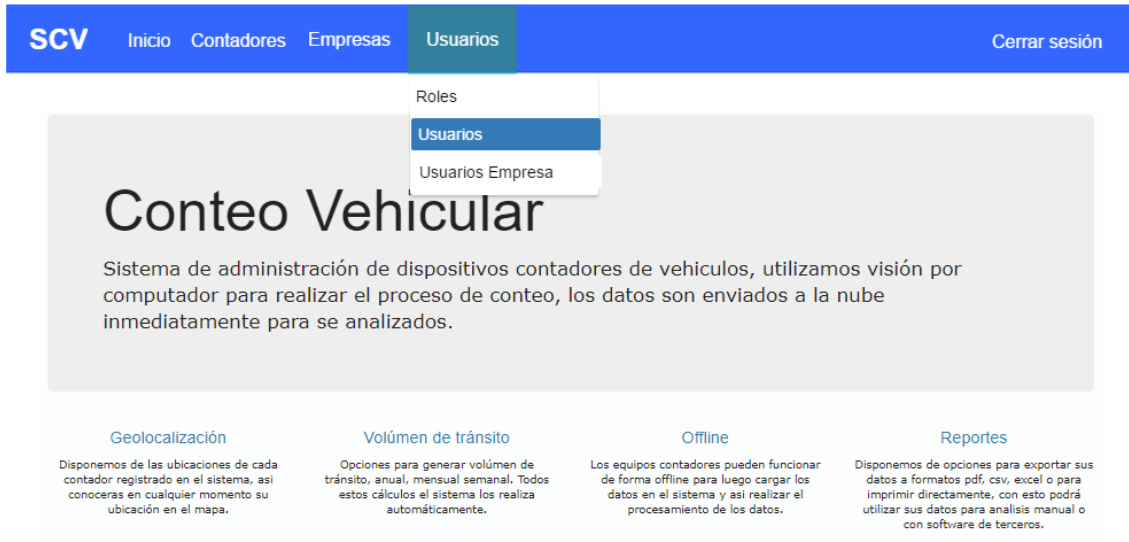 SCV Inicio Contadores Empresas Usuarios Cerrar sesión
Roles
Usuarios
Usuarios Empresa
Conteo Vehicular
Sistema de administración de dispositivos contadores de vehiculos, utilizamos visión por
computador para realizar el proceso de conteo, los datos son enviados a la nube
inmediatamente para se analizados.
Geolocalización
Disponemos de las ubicaciones de cada
contador registrado en el sistema, asi
conoceras en cualquier momento su
ubicación en el mapa.
Volúmen de tránsito
Opciones para generar volúmen de
tránsito, anual, mensual semanal. Todos
estos cálculos el sistema los realiza
automáticamente.
Offline
Los equipos contadores pueden funcionar
de forma offline para luego cargar los
datos en el sistema y asi realizar el
procesamiento de los datos.
Reportes
Disponemos de opciones para exportar sus
datos a formatos pdf, csv, excel o para
imprimir directamente, con esto podrá
utilizar sus datos para analisis manual o
con software de terceros.